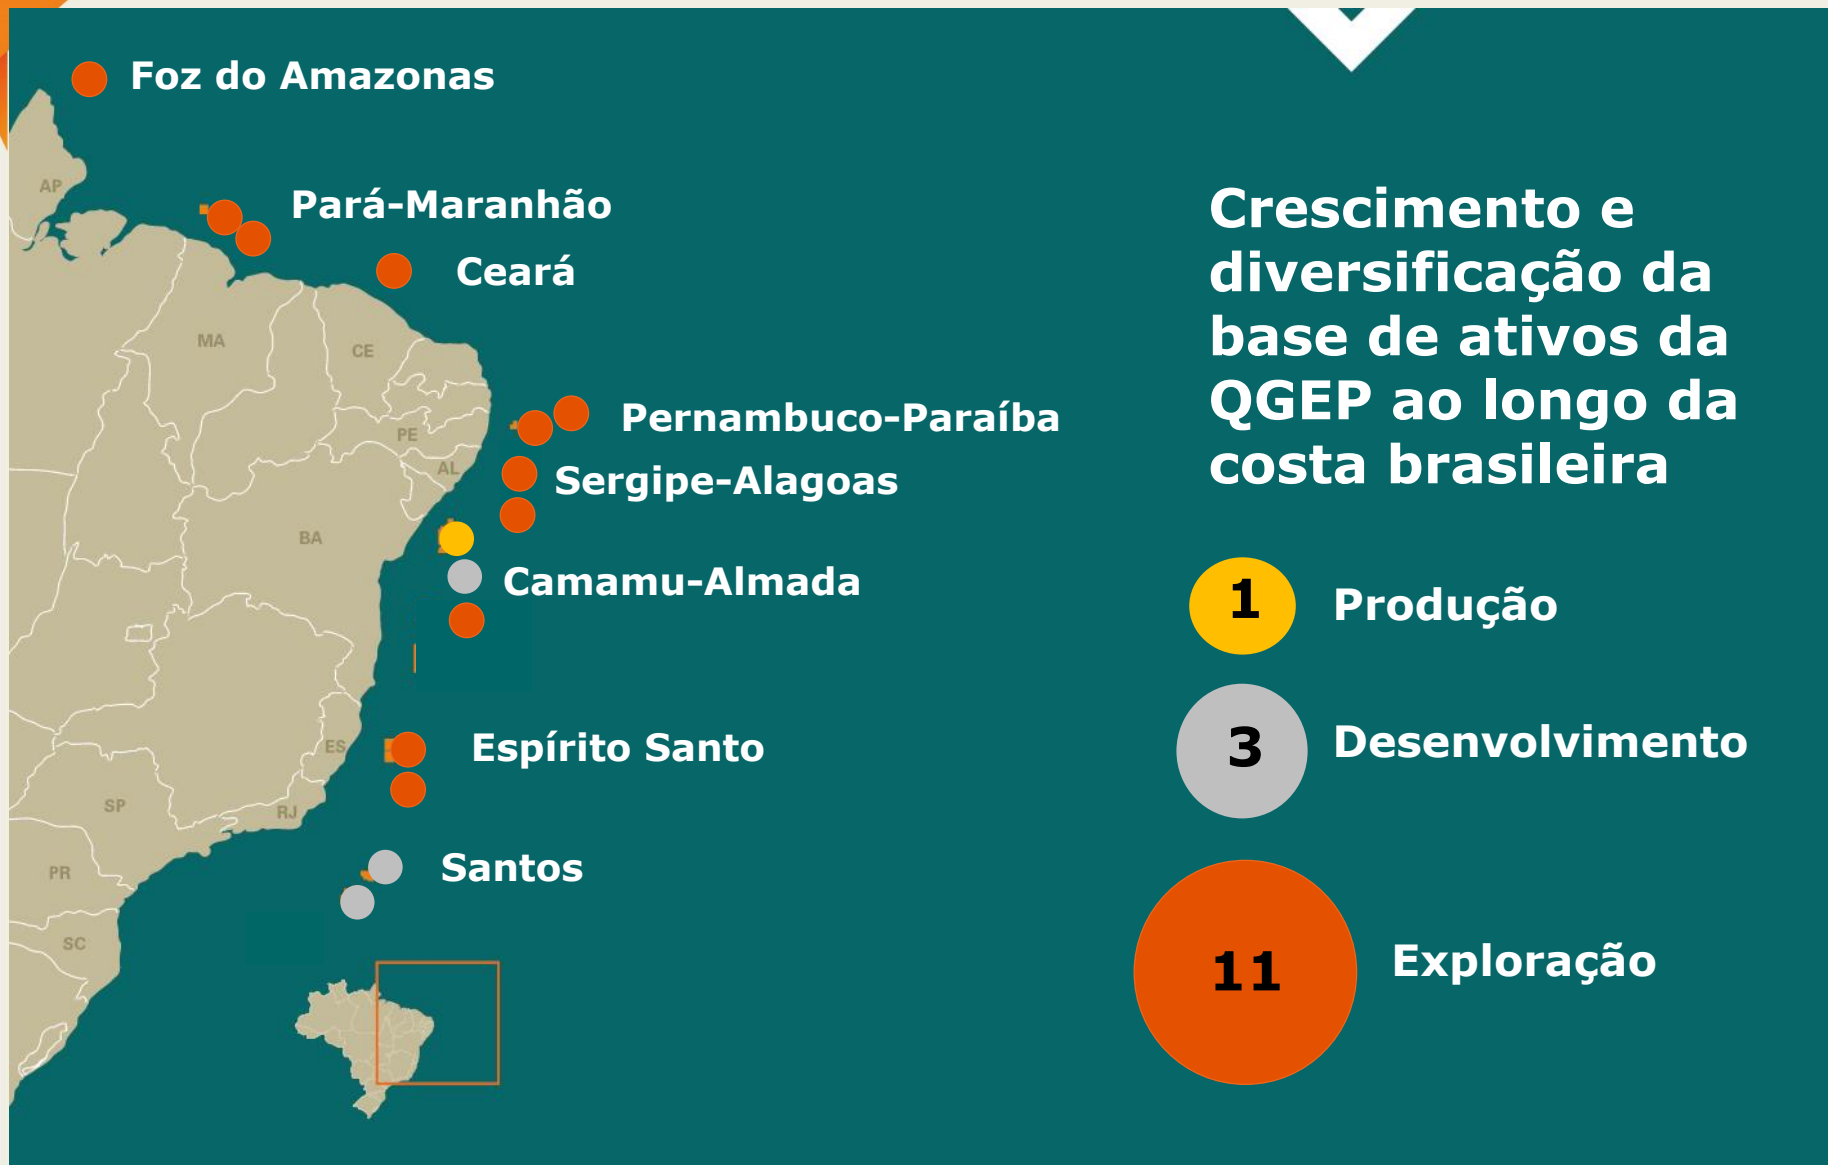 Foz do Amazonas
AP
Pará-Maranhão
Ceará
MA
CE
PE
AL
Pernambuco-Paraíba
Sergipe-Alagoas
BA
Camamu-Almada
ES
Espírito Santo
SP
RJ
Santos
PR
SC
Crescimento e
diversificação da
base de ativos da
QGEP ao longo da
costa brasileira
1 Produção
3 Desenvolvimento
11 Exploração